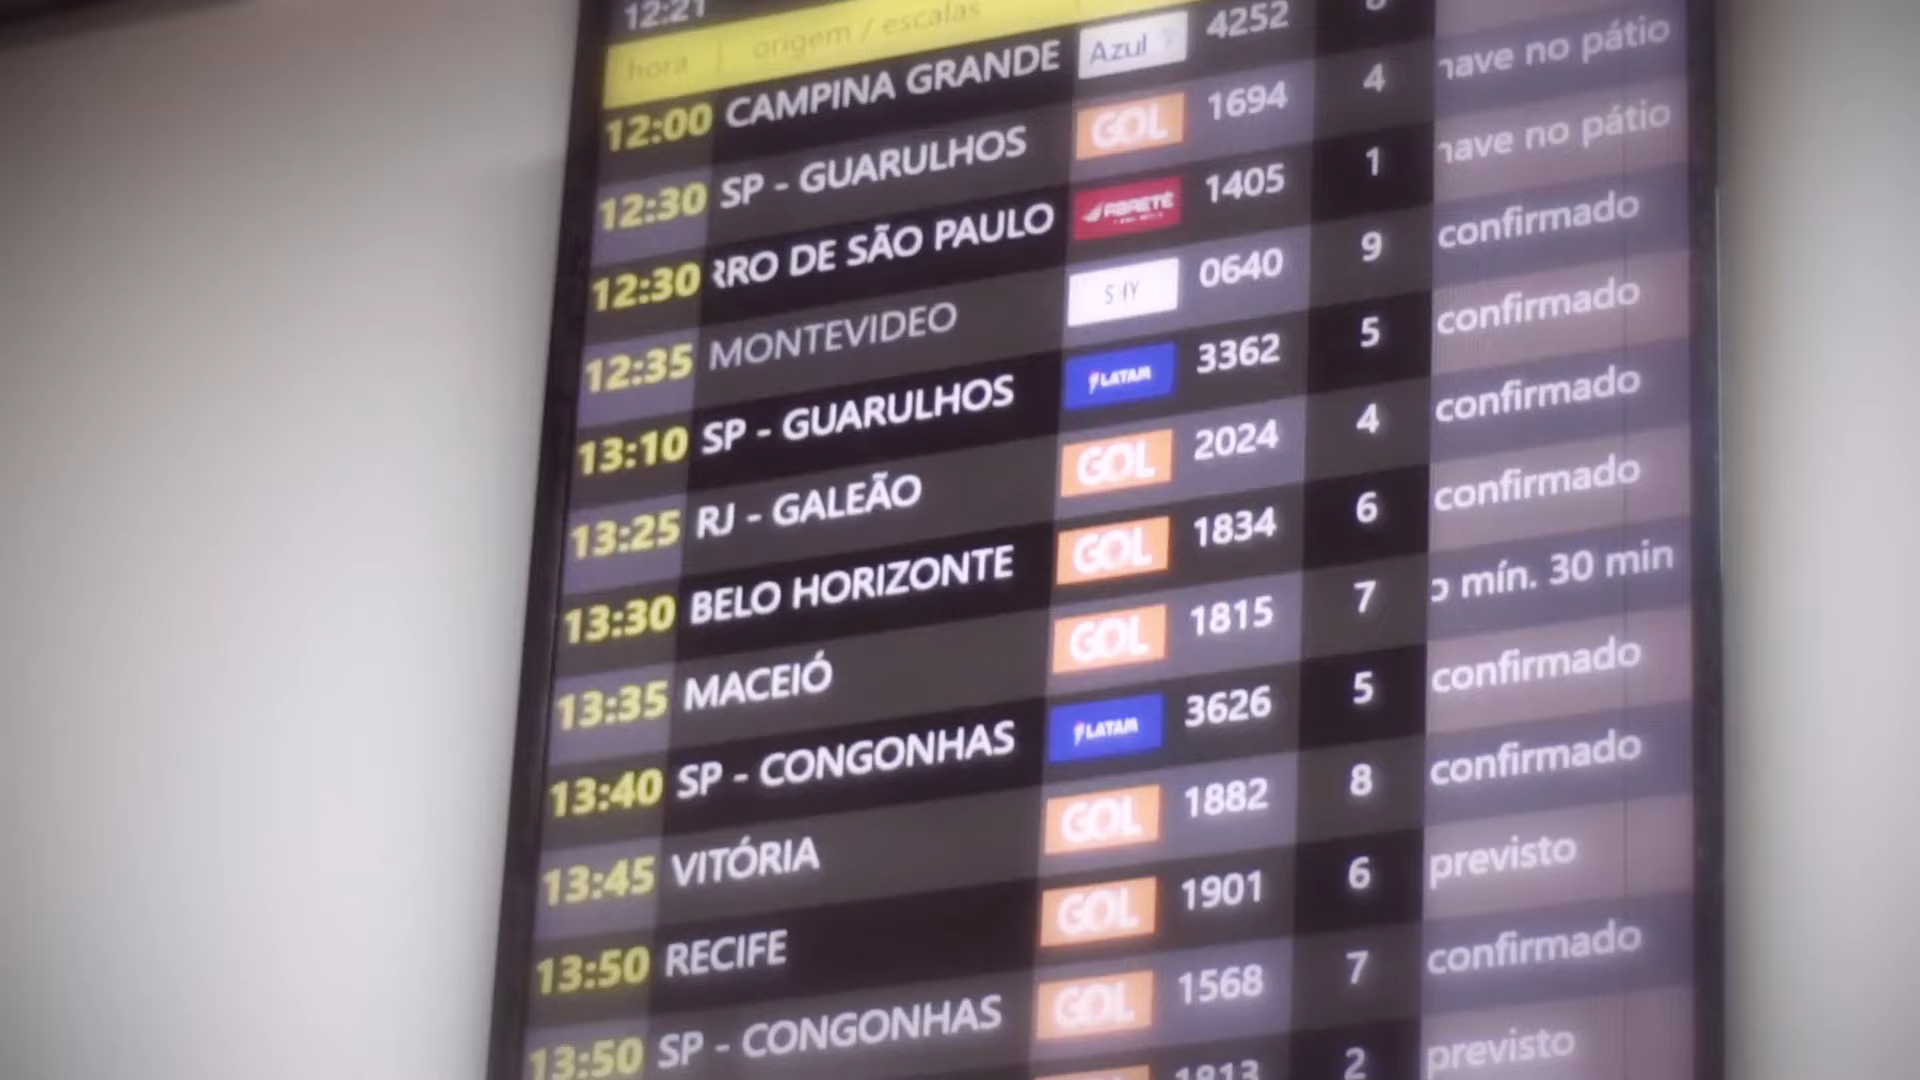 12:21
hora origem / escalas
12:00 CAMPINA GRANDE Azul 4252
12:30 SP - GUARULHOS GOL 1694 4 nave no pátio
12:30 RRO DE SÃO PAULO ABAETÉ 1405 1 nave no pátio
12:35 MONTEVIDEO SKY 0640 9 confirmado
13:10 SP - GUARULHOS LATAM 3362 5 confirmado
13:25 RJ - GALEÃO GOL 2024 4 confirmado
13:30 BELO HORIZONTE GOL 1834 6 confirmado
13:35 MACEIÓ GOL 1815 7 o mín. 30 min
13:40 SP - CONGONHAS LATAM 3626 5 confirmado
13:45 VITÓRIA GOL 1882 8 confirmado
13:50 RECIFE GOL 1901 6 previsto
13:50 SP - CONGONHAS GOL 1568 7 confirmado
GOL 1813 2 previsto